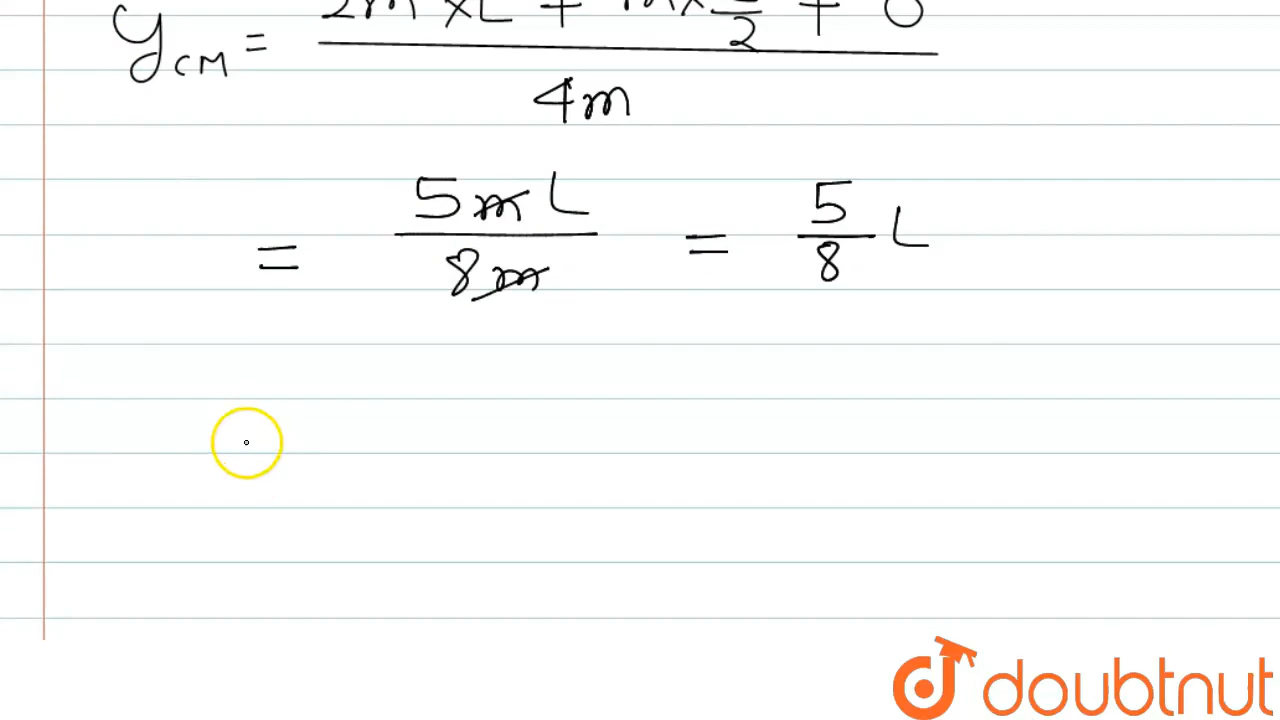 y_CM = (2m × L + m × L/2 + 0) / 4m
= 5mL / 8m = 5/8 L
doubtnut